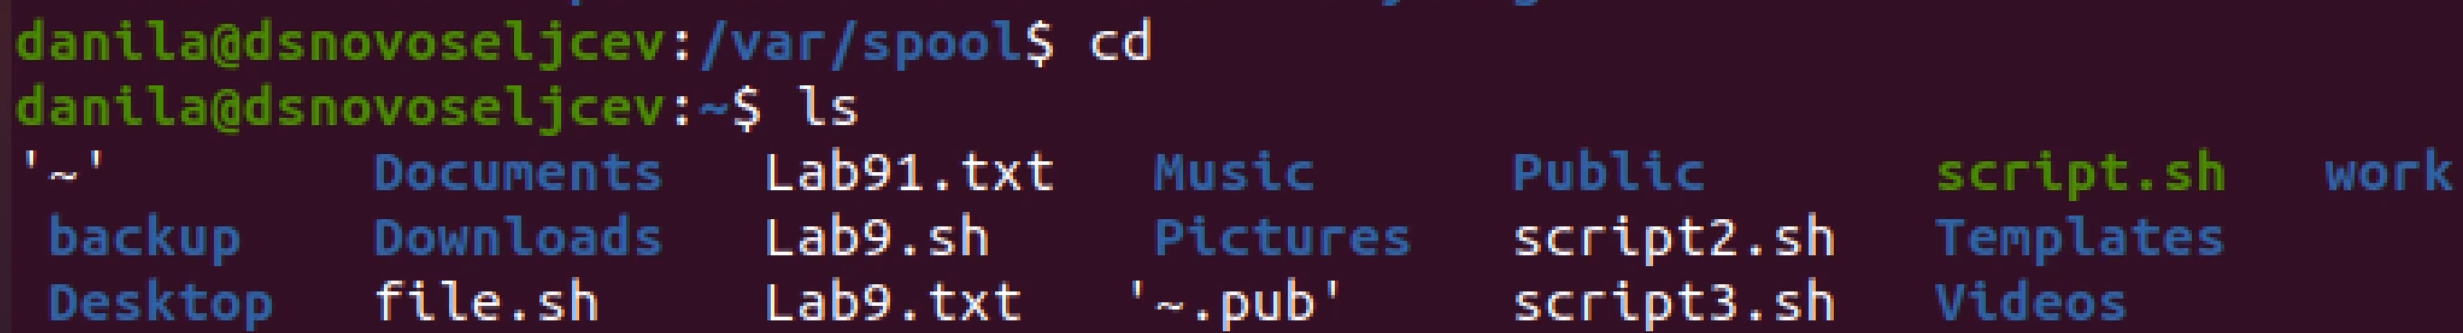 danila@dsnovoseljcev:/var/spool$ cd
danila@dsnovoseljcev:~$ ls
'~' Documents Lab91.txt Music Public script.sh work
backup Downloads Lab9.sh Pictures script2.sh Templates
Desktop file.sh Lab9.txt '~.pub' script3.sh Videos